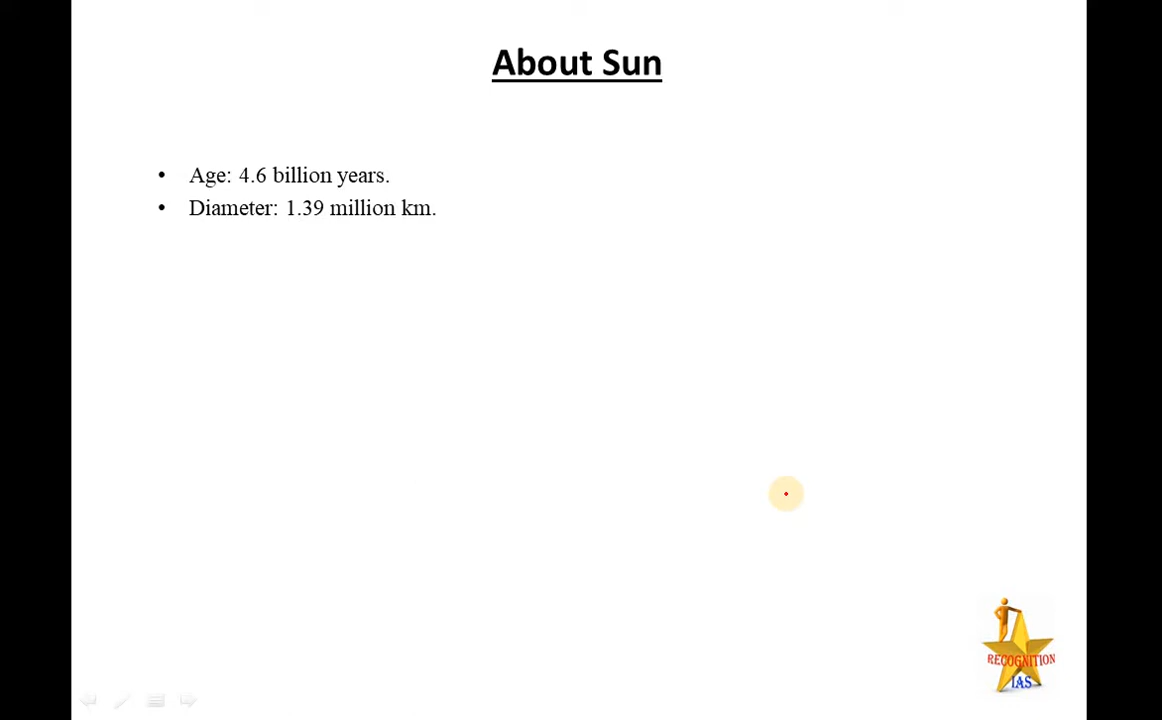 About Sun
• Age: 4.6 billion years.
• Diameter: 1.39 million km.
RECOGNITION
IAS